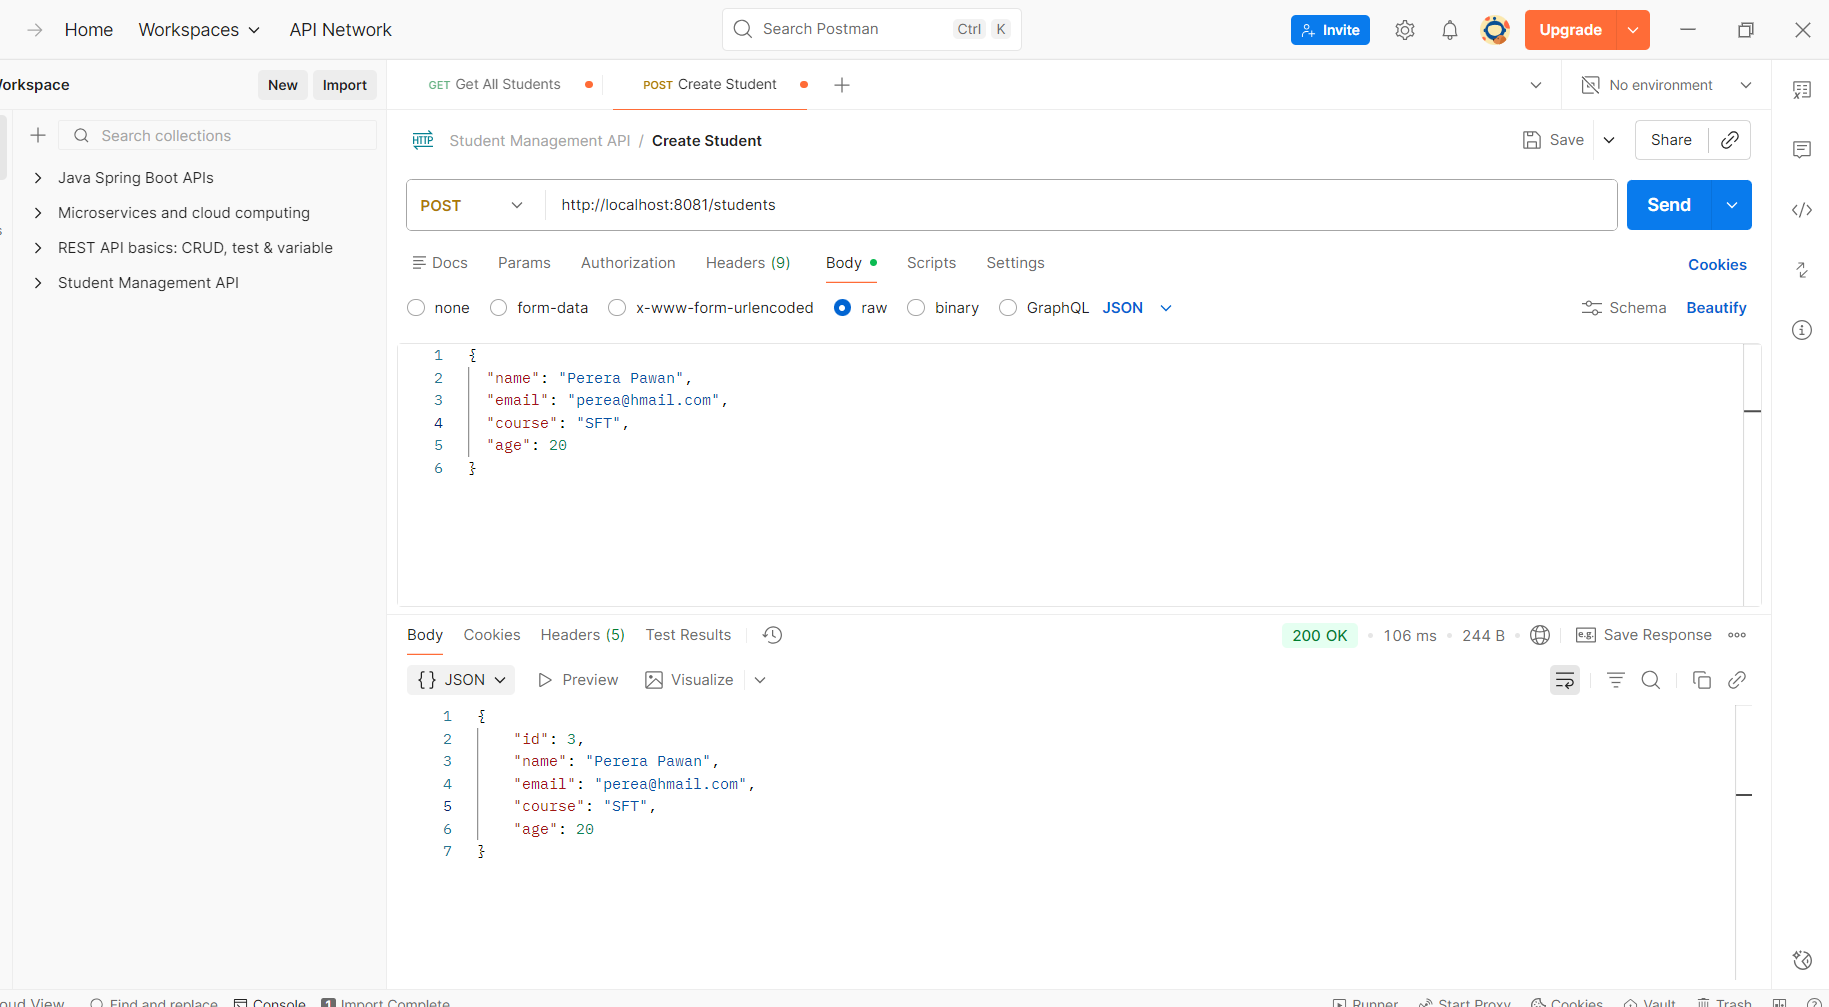 Home Workspaces API Network Search Postman Ctrl K Invite Upgrade
orkspace New Import GET Get All Students POST Create Student No environment
Search collections
HTTP Student Management API / Create Student Save Share
Java Spring Boot APIs
Microservices and cloud computing
REST API basics: CRUD, test & variable
Student Management API
POST http://localhost:8081/students Send
Docs Params Authorization Headers (9) Body Scripts Settings Cookies
none form-data x-www-form-urlencoded raw binary GraphQL JSON Schema Beautify
1 {
2 "name": "Perera Pawan",
3 "email": "perea@hmail.com",
4 "course": "SFT",
5 "age": 20
6 }
Body Cookies Headers (5) Test Results 200 OK 106 ms 244 B e.g. Save Response
{} JSON Preview Visualize
1 {
2 "id": 3,
3 "name": "Perera Pawan",
4 "email": "perea@hmail.com",
5 "course": "SFT",
6 "age": 20
7 }
oud View Find and replace Console 1 Import Complete Runner Start Proxy Cookies Vault Trash